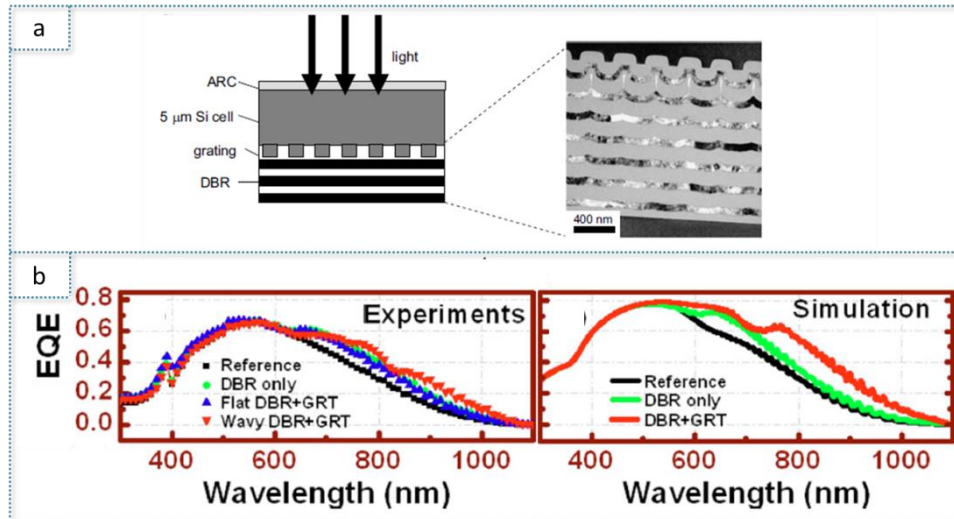 a
light
ARC
5 μm Si cell
grating
DBR
400 nm
b
EQE
0.8
0.6
0.4
0.2
0.0
Experiments
Reference
DBR only
Flat DBR+GRT
Wavy DBR+GRT
400 600 800 1000
Wavelength (nm)
Simulation
Reference
DBR only
DBR+GRT
400 600 800 1000
Wavelength (nm)